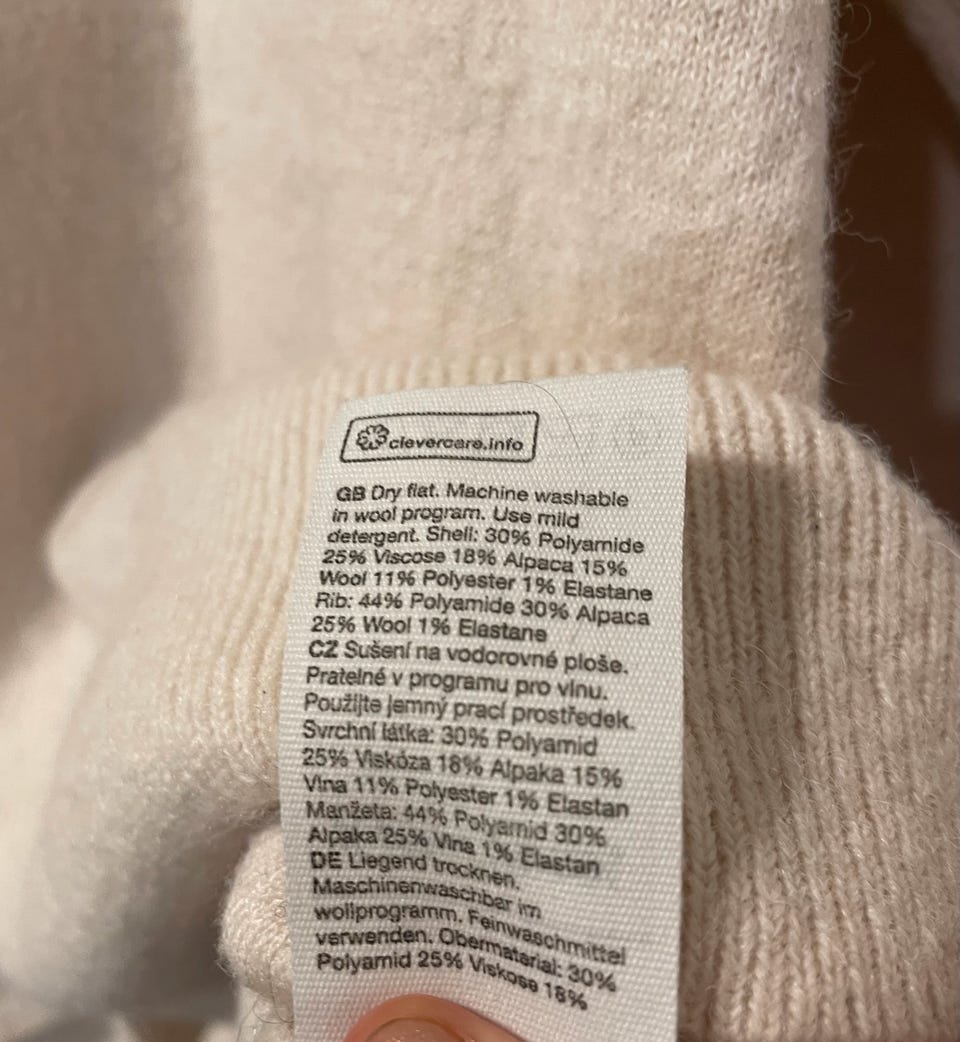 clevercare.info
GB Dry flat. Machine washable
in wool program. Use mild
detergent. Shell: 30% Polyamide
25% Viscose 18% Alpaca 15%
Wool 11% Polyester 1% Elastane
Rib: 44% Polyamide 30% Alpaca
25% Wool 1% Elastane
CZ Sušení na vodorovné ploše.
Pratelné v programu pro vlnu.
Použijte jemný prací prostředek.
Svrchní látka: 30% Polyamid
25% Viskóza 18% Alpaka 15%
Vlna 11% Polyester 1% Elastan
Manžeta: 44% Polyamid 30%
Alpaka 25% Vlna 1% Elastan
DE Liegend trocknen.
Maschinenwaschbar im
wollprogramm. Feinwaschmittel
verwenden. Obermaterial: 30%
Polyamid 25% Viskose 18%